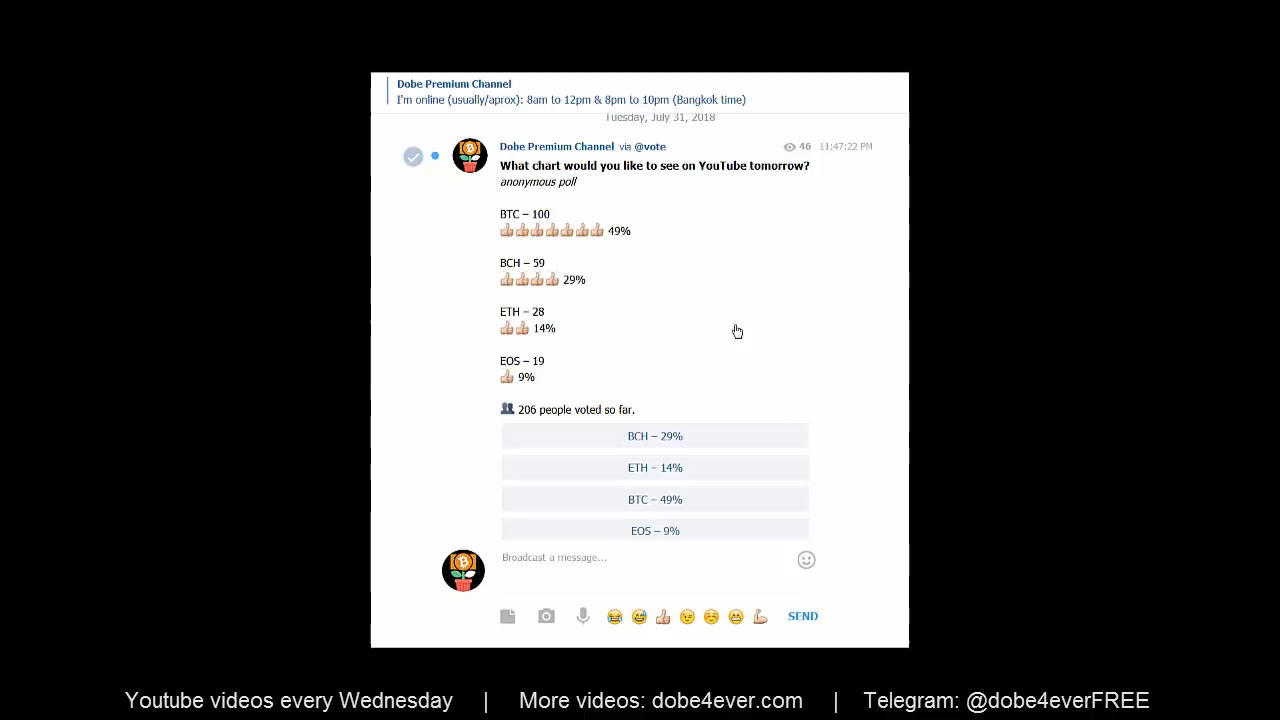 Dobe Premium Channel
I'm online (usually/aprox): 8am to 12pm & 8pm to 10pm (Bangkok time)
Tuesday, July 31, 2018
Dobe Premium Channel via @vote 46 11:47:22 PM
What chart would you like to see on YouTube tomorrow?
anonymous poll
BTC – 100
👍👍👍👍👍👍👍 49%
BCH – 59
👍👍👍👍 29%
ETH – 28
👍👍 14%
EOS – 19
👍 9%
👥 206 people voted so far.
BCH – 29%
ETH – 14%
BTC – 49%
EOS – 9%
Broadcast a message...
SEND
Youtube videos every Wednesday | More videos: dobe4ever.com | Telegram: @dobe4everFREE